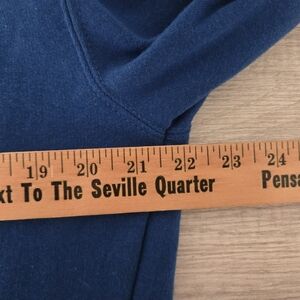 19 20 21 22 23 24
xt To The Seville Quarter Pensa